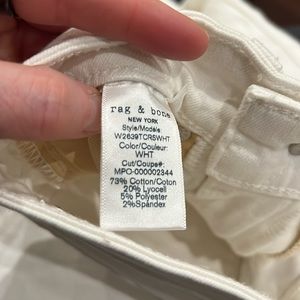 rag & bone
NEW YORK
Style/Modele:
W2639TCR5WHT
Color/Couleur:
WHT
Cut/Coupe#:
MPO-000002344
73% Cotton/Coton
20% Lyocell
5% Polyester
2% Spandex